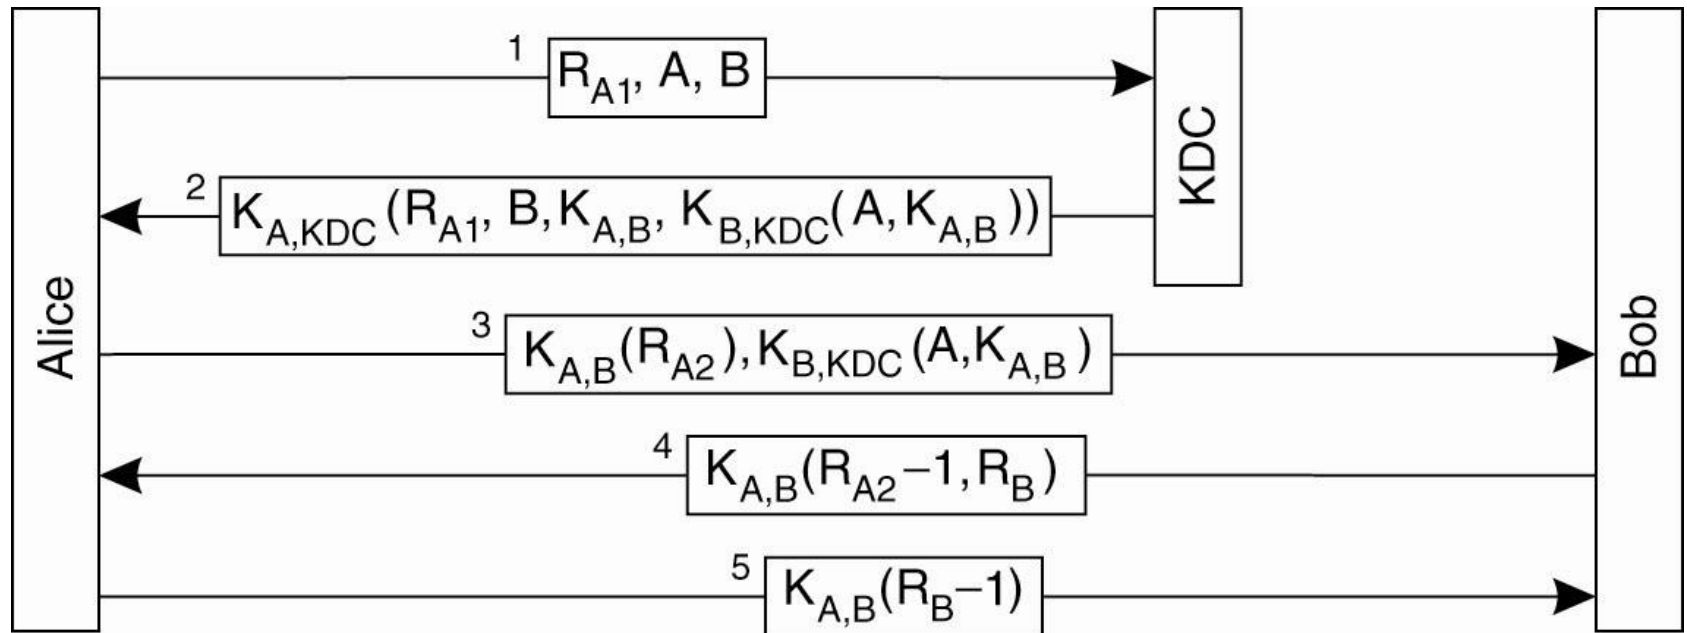 1
R_A1, A, B
2
K_A,KDC (R_A1, B, K_A,B, K_B,KDC(A, K_A,B ))
KDC
Alice
3
K_A,B(R_A2), K_B,KDC (A, K_A,B )
Bob
4
K_A,B(R_A2 −1, R_B)
5
K_A,B(R_B−1)